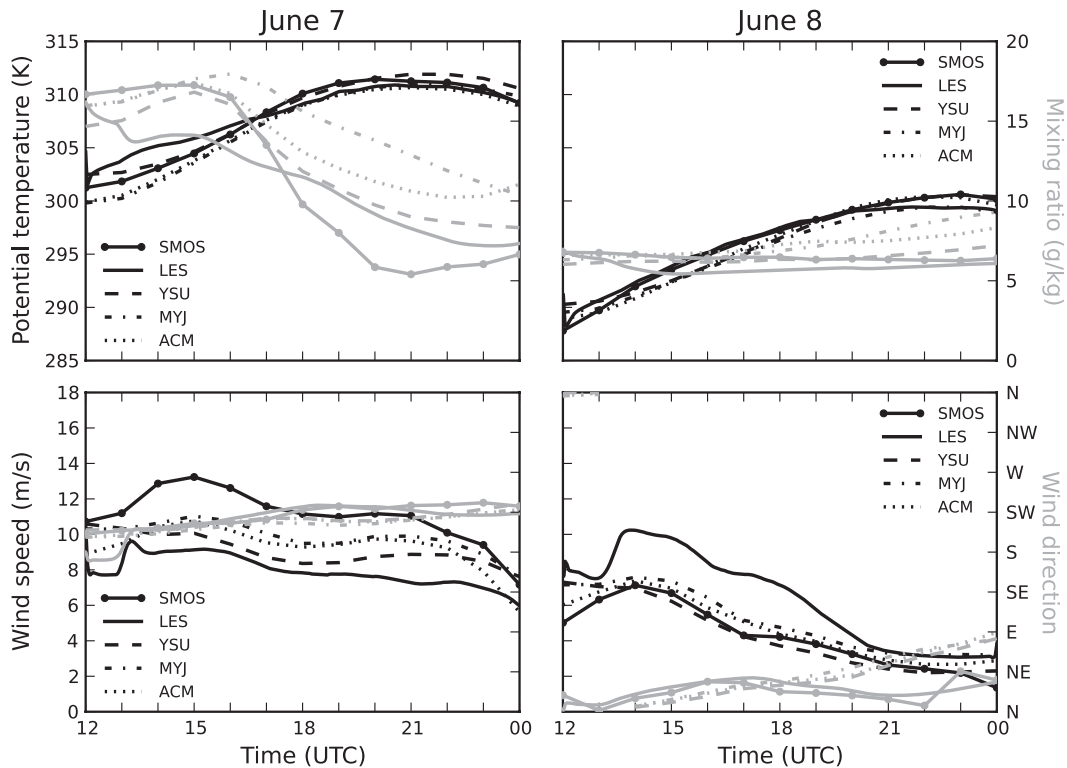 June 7
June 8
315
310
305
300
295
290
285
Potential temperature (K)
SMOS
LES
YSU
MYJ
ACM
SMOS
LES
YSU
MYJ
ACM
20
15
10
5
0
Mixing ratio (g/kg)
18
16
14
12
10
8
6
4
2
0
Wind speed (m/s)
SMOS
LES
YSU
MYJ
ACM
12
15
18
21
00
Time (UTC)
SMOS
LES
YSU
MYJ
ACM
N
NW
W
SW
S
SE
E
NE
N
Wind direction
12
15
18
21
00
Time (UTC)